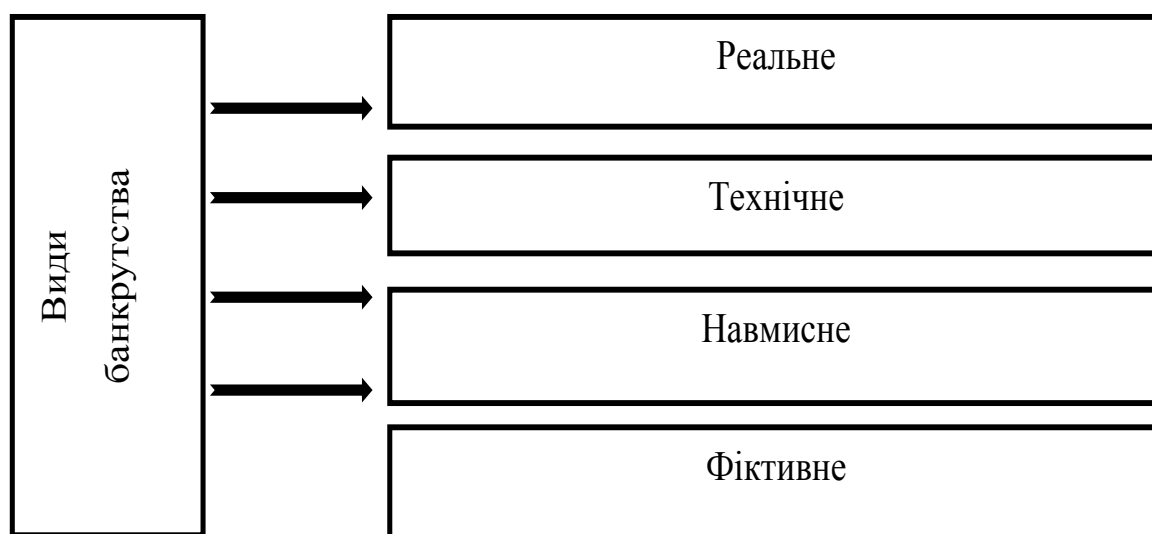 Види
банкрутства
Реальне
Технічне
Навмисне
Фіктивне